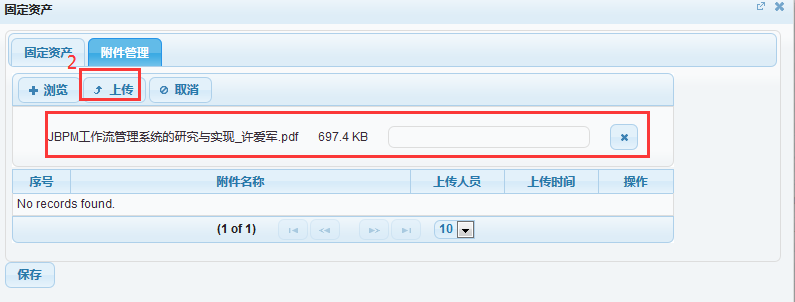 固定资产
固定资产 附件管理
2
浏览 上传 取消
JBPM工作流管理系统的研究与实现_许爱军.pdf 697.4 KB
序号 附件名称 上传人员 上传时间 操作
No records found.
(1 of 1) 10
保存